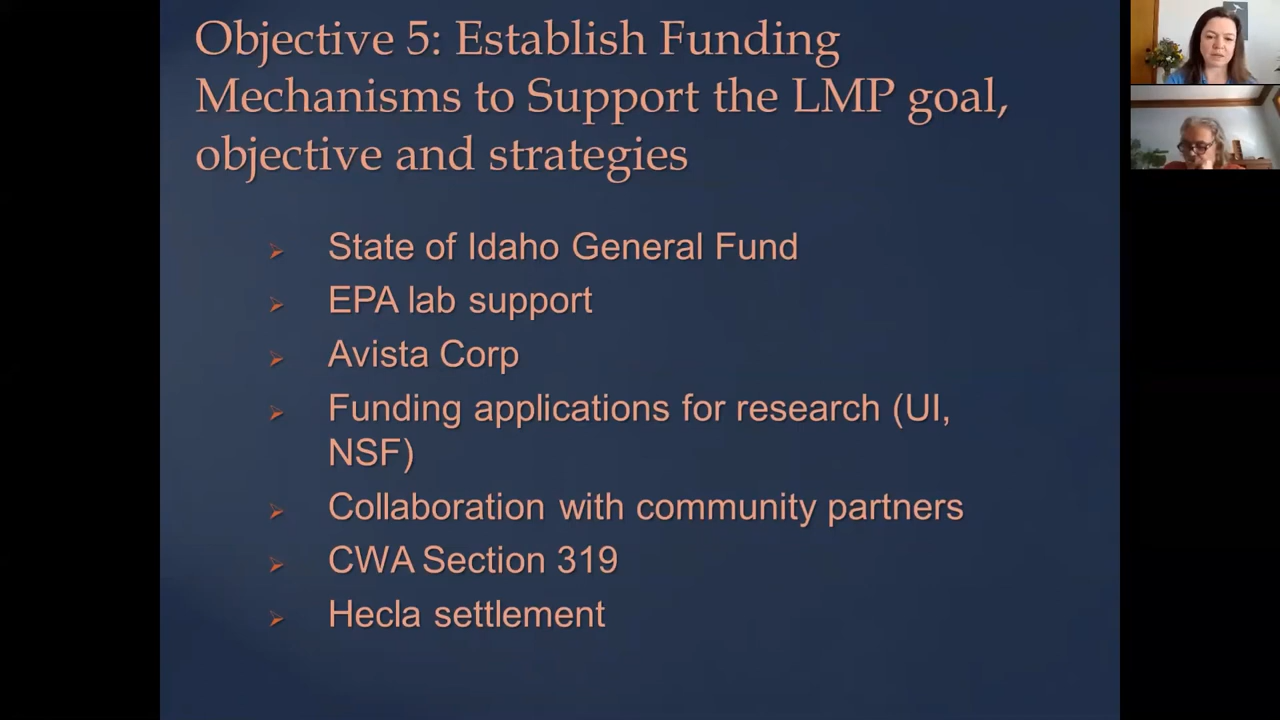 Objective 5: Establish Funding
Mechanisms to Support the LMP goal,
objective and strategies
State of Idaho General Fund
EPA lab support
Avista Corp
Funding applications for research (UI,
NSF)
Collaboration with community partners
CWA Section 319
Hecla settlement